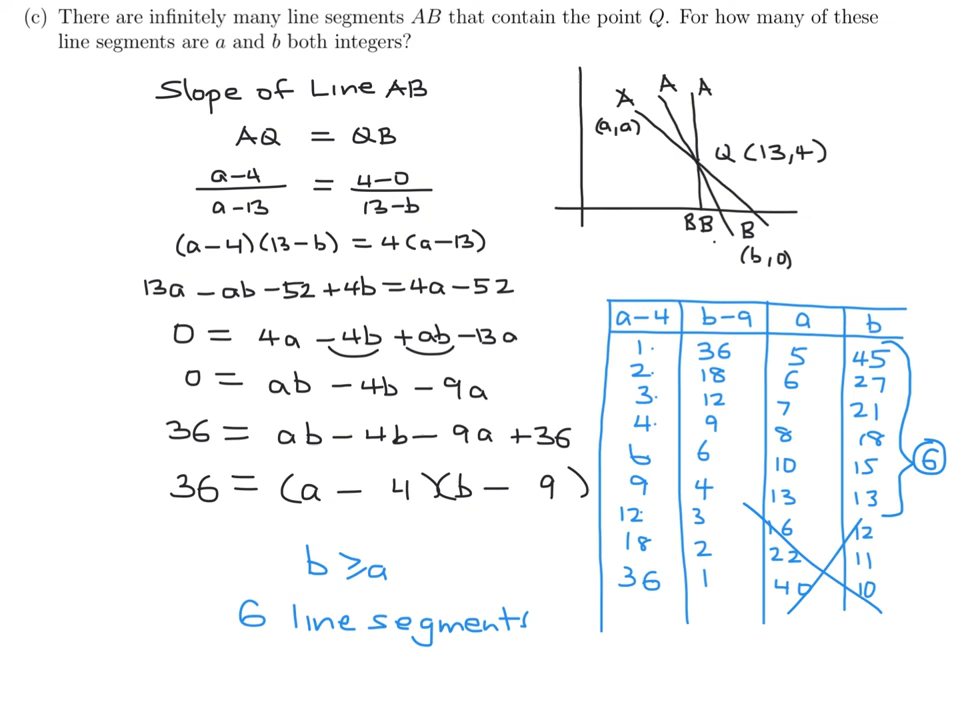 (c) There are infinitely many line segments AB that contain the point Q. For how many of these
line segments are a and b both integers?
Slope of Line AB
AQ = QB
a-4/a-13 = 4-0/13-b
(a-4)(13-b) = 4(a-13)
13a - ab - 52 + 4b = 4a - 52
0 = 4a - 4b + ab - 13a
0 = ab - 4b - 9a
36 = ab - 4b - 9a + 36
36 = (a - 4)(b - 9)
b ≥ a
6 line segments
A A A
(a,a)
Q (13,4)
B B B
(b,0)
a-4 b-9 a b
1. 36 5 45
2. 18 6 27
3. 12 7 21
4. 9 8 18
6 6 10 15
9 4 13 13
12 3 16 12
18 2 22 11
36 1 40 10
6